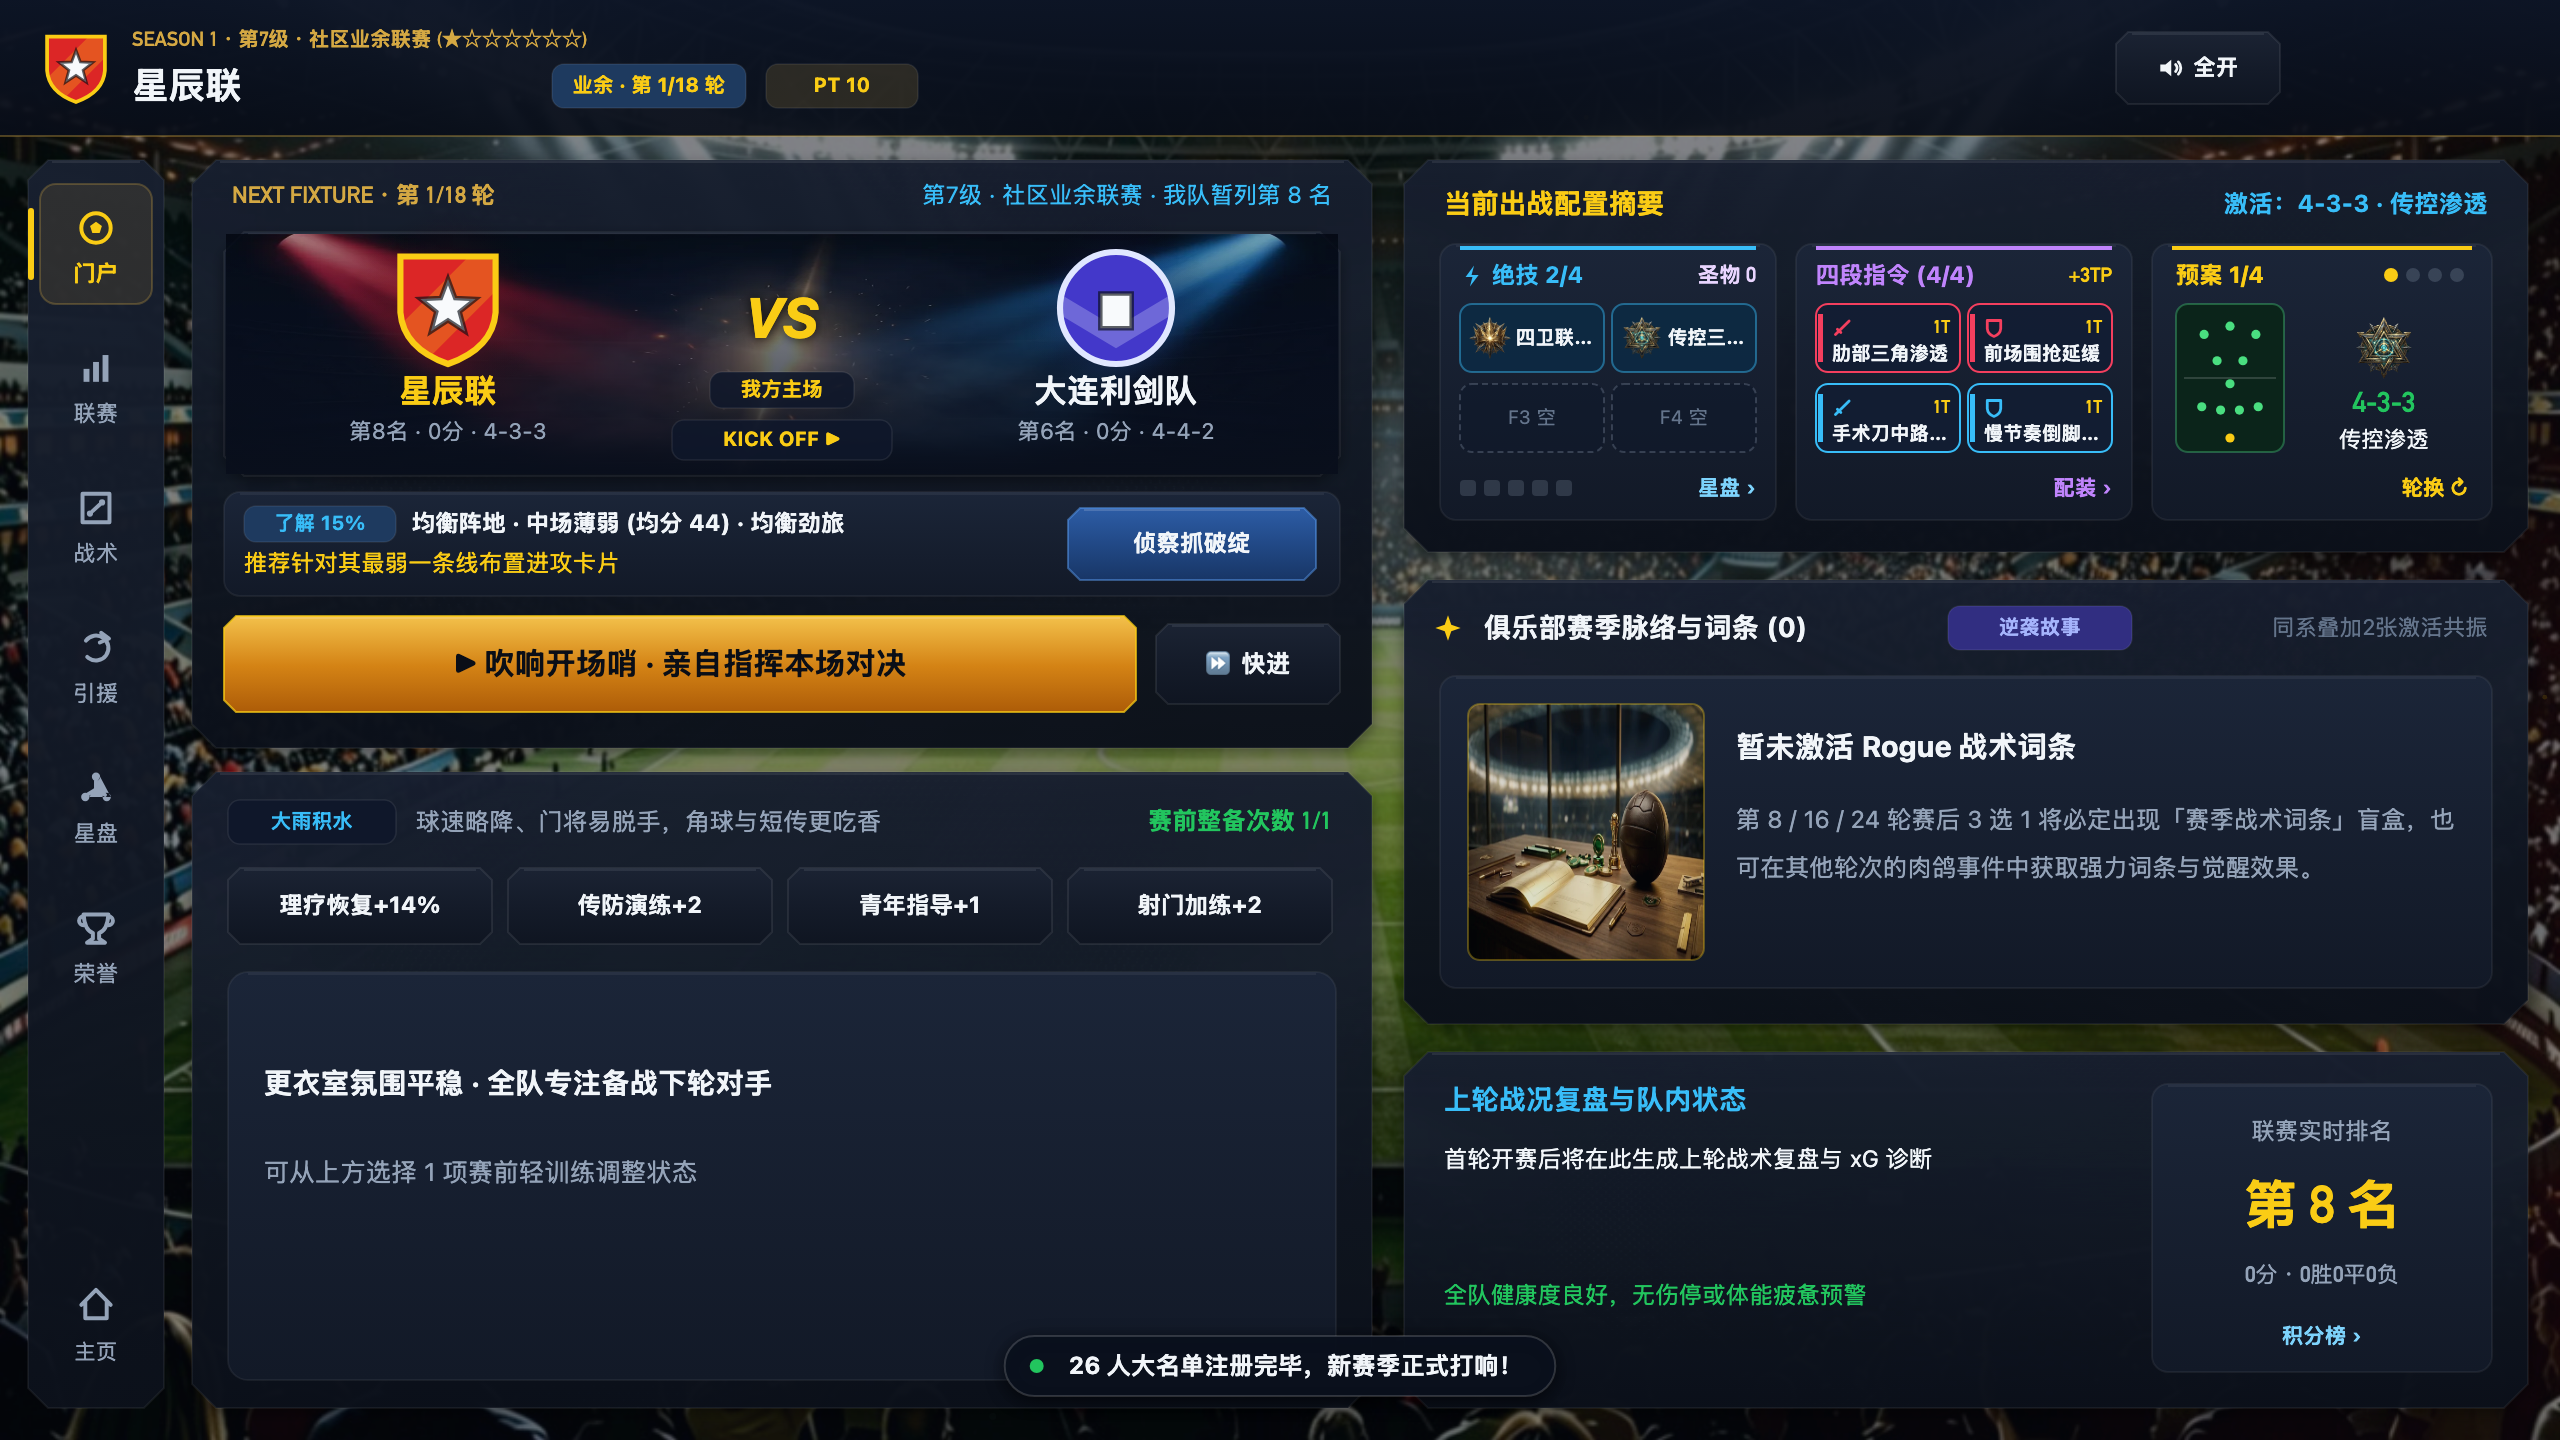 SEASON 1 · 第7级 · 社区业余联赛 (★☆☆☆☆☆☆)
星辰联
业余 · 第 1/18 轮
PT 10
全开
门户
联赛
战术
引援
星盘
荣誉
主页
NEXT FIXTURE · 第 1/18 轮
第7级 · 社区业余联赛 · 我队暂列第 8 名
星辰联
第8名 · 0分 · 4-3-3
VS
我方主场
KICK OFF ▶
大连利剑队
第6名 · 0分 · 4-4-2
了解 15%
均衡阵地 · 中场薄弱 (均分 44) · 均衡劲旅
推荐针对其最弱一条线布置进攻卡片
侦察抓破绽
▶ 吹响开场哨 · 亲自指挥本场对决
⏩ 快进
大雨积水
球速略降、门将易脱手，角球与短传更吃香
赛前整备次数 1/1
理疗恢复+14%
传防演练+2
青年指导+1
射门加练+2
更衣室氛围平稳 · 全队专注备战下轮对手
可从上方选择 1 项赛前轻训练调整状态
当前出战配置摘要
激活：4-3-3 · 传控渗透
绝技 2/4
圣物 0
四卫联...
传控三...
F3 空
F4 空
星盘 ›
四段指令 (4/4)
+3TP
1T
肋部三角渗透
1T
前场围抢延缓
1T
手术刀中路...
1T
慢节奏倒脚...
配装 ›
预案 1/4
4-3-3
传控渗透
轮换 ↻
俱乐部赛季脉络与词条 (0)
逆袭故事
同系叠加2张激活共振
暂未激活 Rogue 战术词条
第 8 / 16 / 24 轮赛后 3 选 1 将必定出现「赛季战术词条」盲盒，也
可在其他轮次的肉鸽事件中获取强力词条与觉醒效果。
上轮战况复盘与队内状态
首轮开赛后将在此生成上轮战术复盘与 xG 诊断
全队健康度良好，无伤停或体能疲惫预警
联赛实时排名
第 8 名
0分 · 0胜0平0负
积分榜 ›
26 人大名单注册完毕，新赛季正式打响！